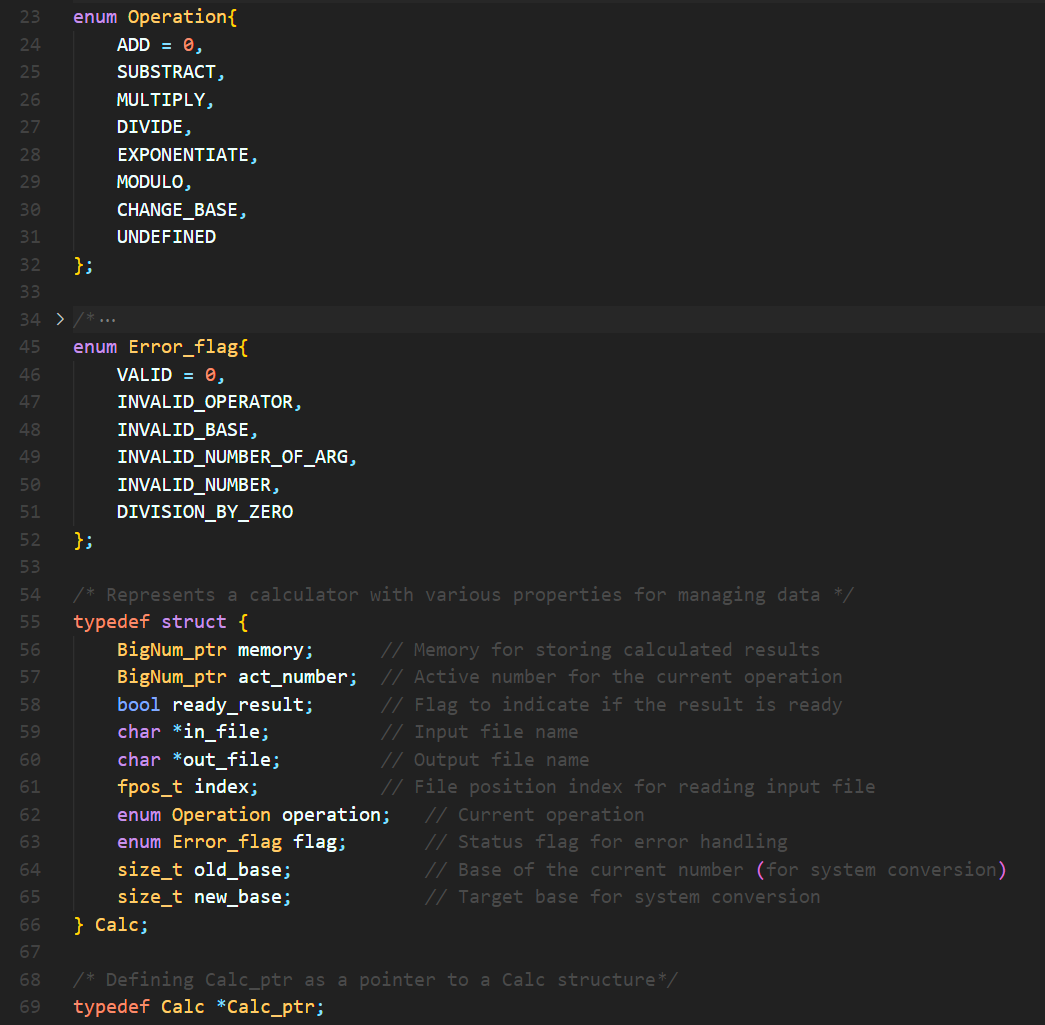 23 enum Operation{
24     ADD = 0,
25     SUBSTRACT,
26     MULTIPLY,
27     DIVIDE,
28     EXPONENTIATE,
29     MODULO,
30     CHANGE_BASE,
31     UNDEFINED
32 };
33
34 > /* ···
45 enum Error_flag{
46     VALID = 0,
47     INVALID_OPERATOR,
48     INVALID_BASE,
49     INVALID_NUMBER_OF_ARG,
50     INVALID_NUMBER,
51     DIVISION_BY_ZERO
52 };
53
54 /* Represents a calculator with various properties for managing data */
55 typedef struct {
56     BigNum_ptr memory;      // Memory for storing calculated results
57     BigNum_ptr act_number;  // Active number for the current operation
58     bool ready_result;      // Flag to indicate if the result is ready
59     char *in_file;          // Input file name
60     char *out_file;         // Output file name
61     fpos_t index;           // File position index for reading input file
62     enum Operation operation;   // Current operation
63     enum Error_flag flag;       // Status flag for error handling
64     size_t old_base;            // Base of the current number (for system conversion)
65     size_t new_base;            // Target base for system conversion
66 } Calc;
67
68 /* Defining Calc_ptr as a pointer to a Calc structure*/
69 typedef Calc *Calc_ptr;